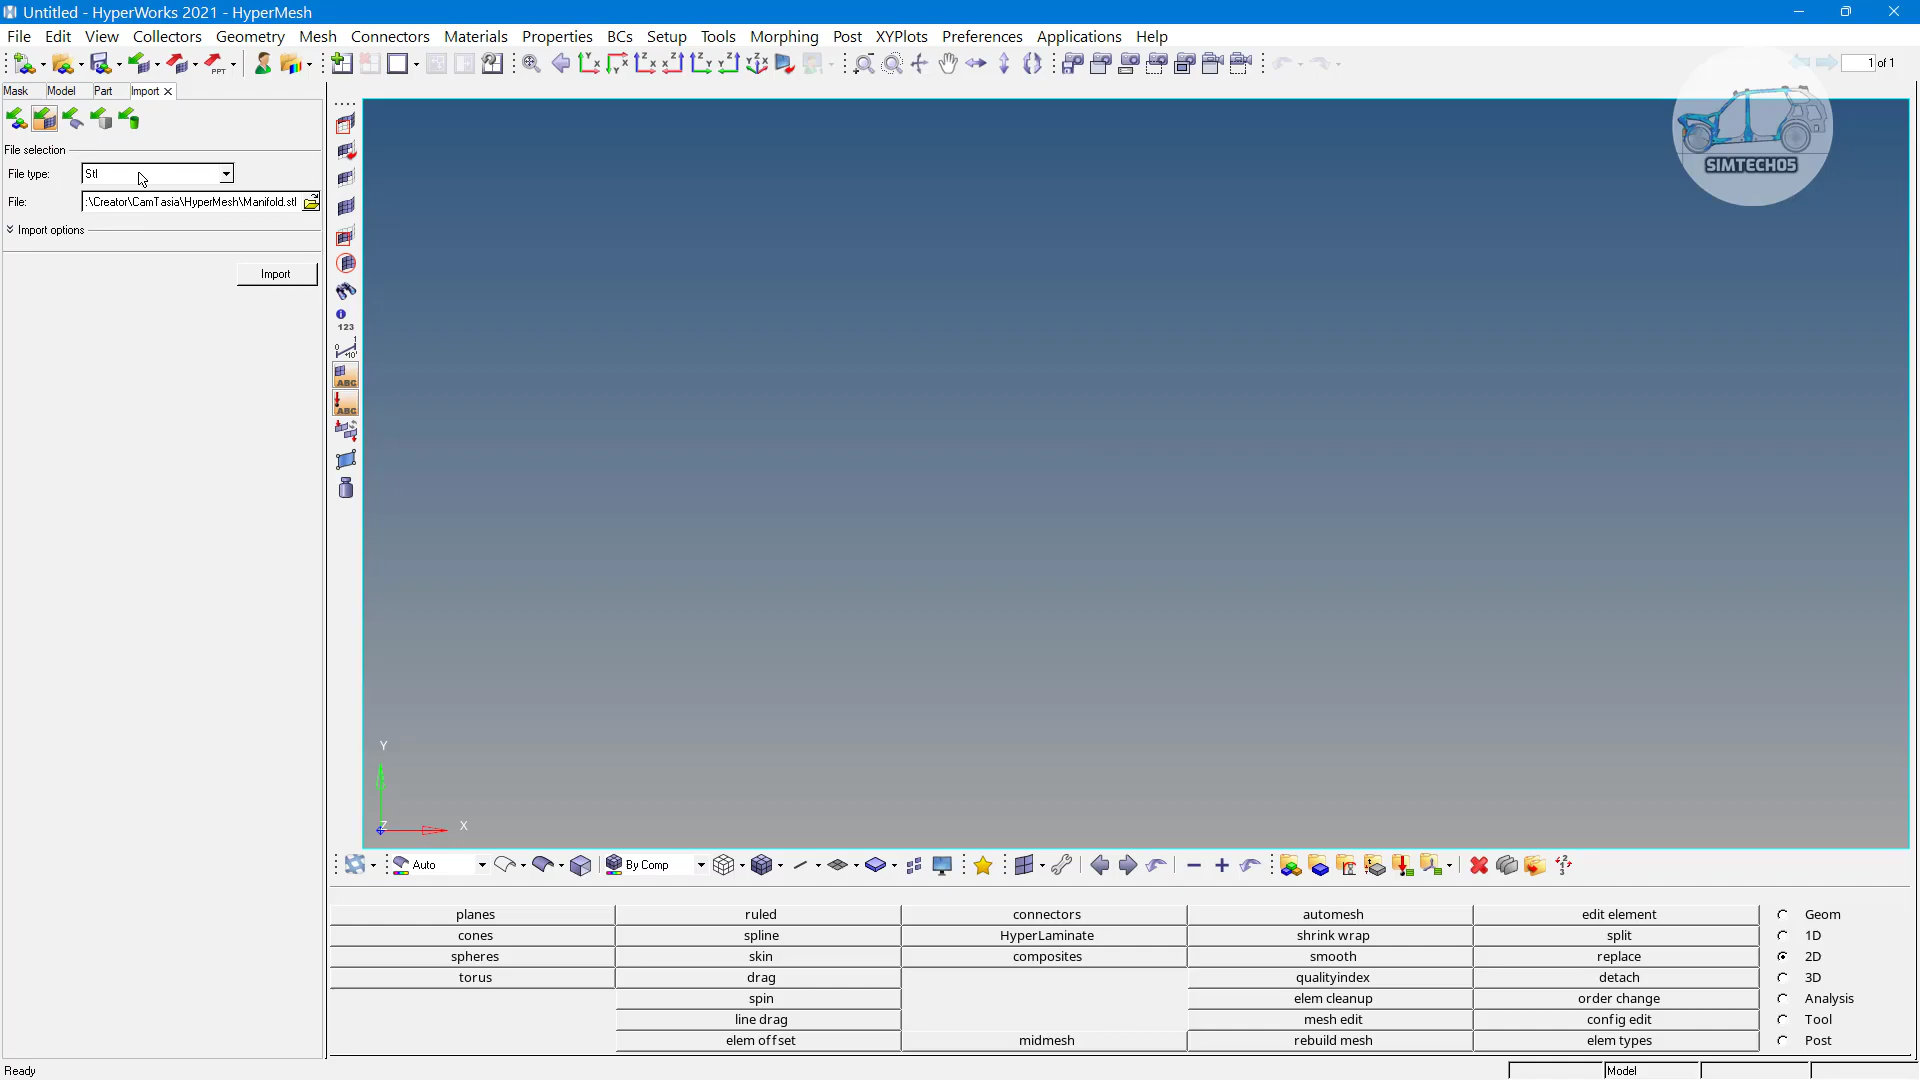 Untitled - HyperWorks 2021 - HyperMesh
File Edit View Collectors Geometry Mesh Connectors Materials Properties BCs Setup Tools Morphing Post XYPlots Preferences Applications Help
1 of 1
Mask Model Part Import
File selection
File type: Stl
File: :\Creator\CamTasia\HyperMesh\Manifold.stl
Import options
Import
SIMTECH05
Y
Z X
Auto By Comp
planes ruled connectors automesh edit element Geom
cones spline HyperLaminate shrink wrap split 1D
spheres skin composites smooth replace 2D
torus drag qualityindex detach 3D
spin elem cleanup order change Analysis
line drag mesh edit config edit Tool
elem offset midmesh rebuild mesh elem types Post
Ready Model